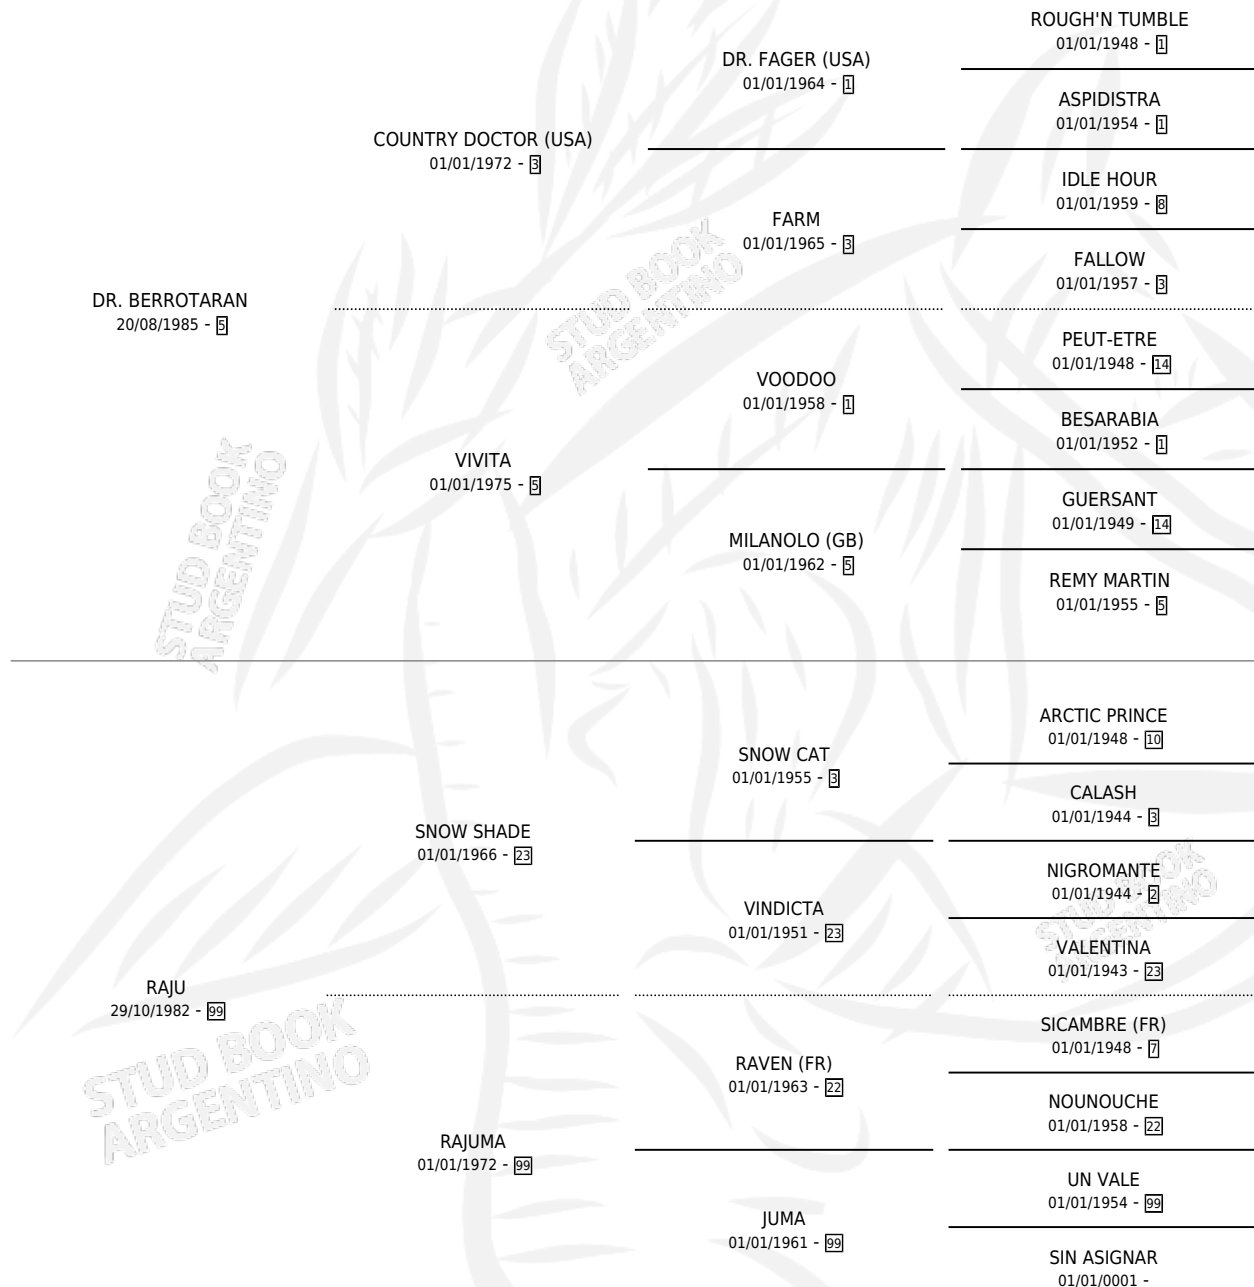 ROUGH'N TUMBLE
01/01/1948 - 1
DR. FAGER (USA)
01/01/1964 - 1
ASPIDISTRA
01/01/1954 - 1
COUNTRY DOCTOR (USA)
01/01/1972 - 3
IDLE HOUR
01/01/1959 - 8
FARM
01/01/1965 - 3
FALLOW
01/01/1957 - 3
DR. BERROTARAN
20/08/1985 - 5
PEUT-ETRE
01/01/1948 - 14
VOODOO
01/01/1958 - 1
BESARABIA
01/01/1952 - 1
VIVITA
01/01/1975 - 5
GUERSANT
01/01/1949 - 14
MILANOLO (GB)
01/01/1962 - 5
REMY MARTIN
01/01/1955 - 5
ARCTIC PRINCE
01/01/1948 - 10
SNOW CAT
01/01/1955 - 3
CALASH
01/01/1944 - 3
SNOW SHADE
01/01/1966 - 23
NIGROMANTE
01/01/1944 - 2
VINDICTA
01/01/1951 - 23
VALENTINA
01/01/1943 - 23
RAJU
29/10/1982 - 99
SICAMBRE (FR)
01/01/1948 - 7
RAVEN (FR)
01/01/1963 - 22
NOUNOUCHE
01/01/1958 - 22
RAJUMA
01/01/1972 - 99
UN VALE
01/01/1954 - 99
JUMA
01/01/1961 - 99
SIN ASIGNAR
01/01/0001 -
STUD BOOK
ARGENTINO
STUD BOOK
ARGENTINO
STUD BOOK
ARGENTINO
STUD BOOK
ARGENTINO